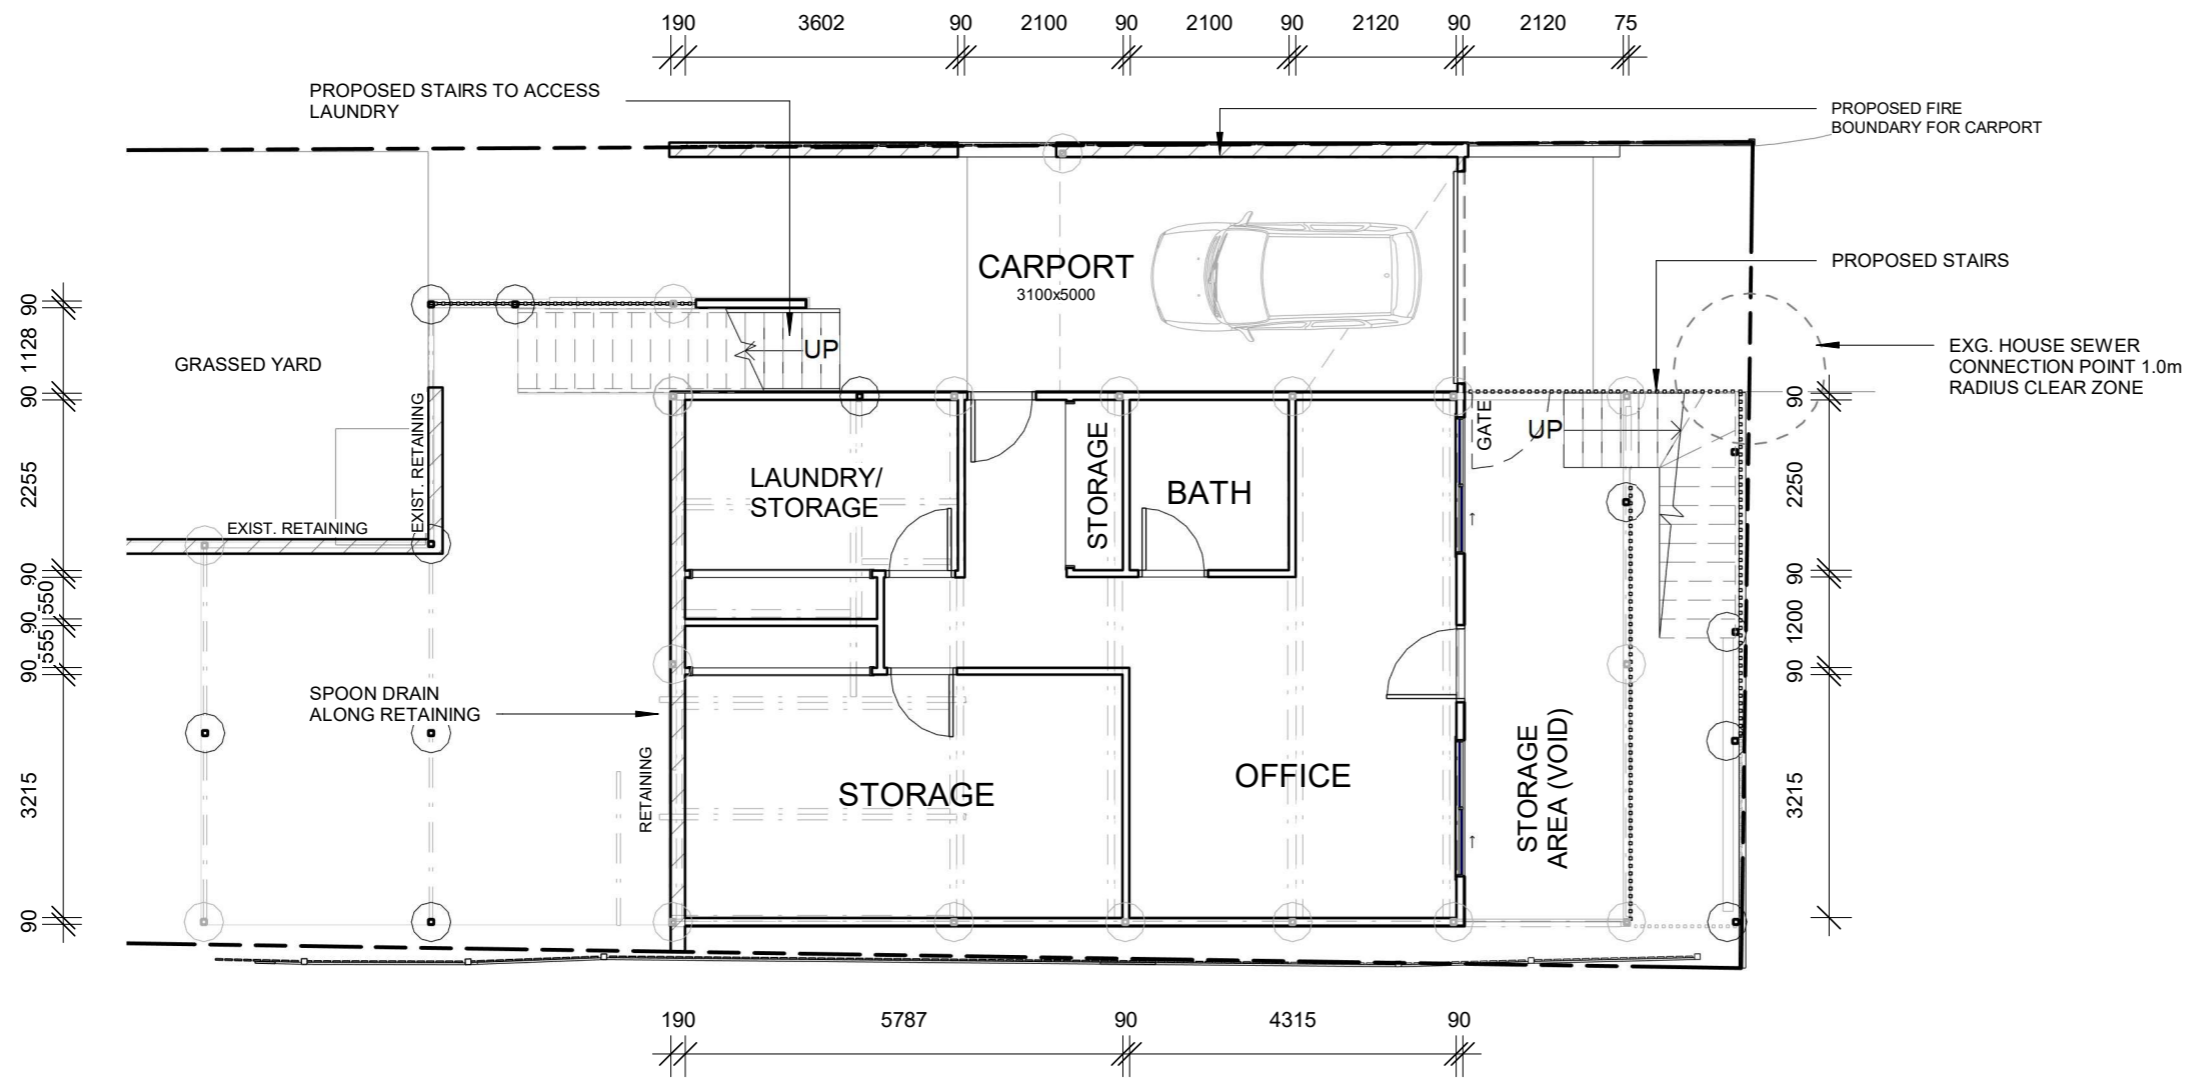 190 3602 90 2100 90 2100 90 2120 90 2120 75
PROPOSED STAIRS TO ACCESS
LAUNDRY
PROPOSED FIRE
BOUNDARY FOR CARPORT
CARPORT
3100x5000
PROPOSED STAIRS
UP
GRASSED YARD
EXG. HOUSE SEWER
CONNECTION POINT 1.0m
RADIUS CLEAR ZONE
EXIST. RETAINING
EXIST. RETAINING
LAUNDRY/
STORAGE
STORAGE
BATH
GATE
UP
SPOON DRAIN
ALONG RETAINING
RETAINING
STORAGE
OFFICE
STORAGE
AREA (VOID)
90
1128
90
2255
90
550
90
555
90
3215
90
90
2250
90
1200
90
3215
190 5787 90 4315 90